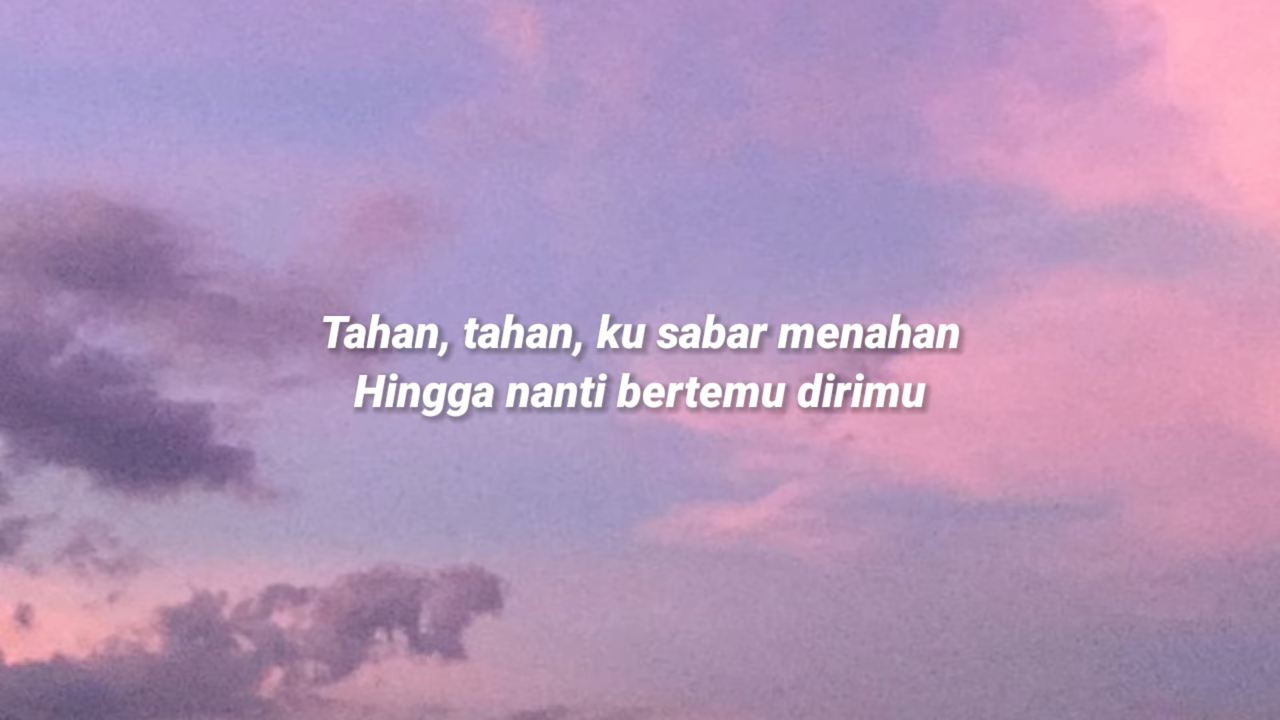 Tahan, tahan, ku sabar menahan
Hingga nanti bertemu dirimu